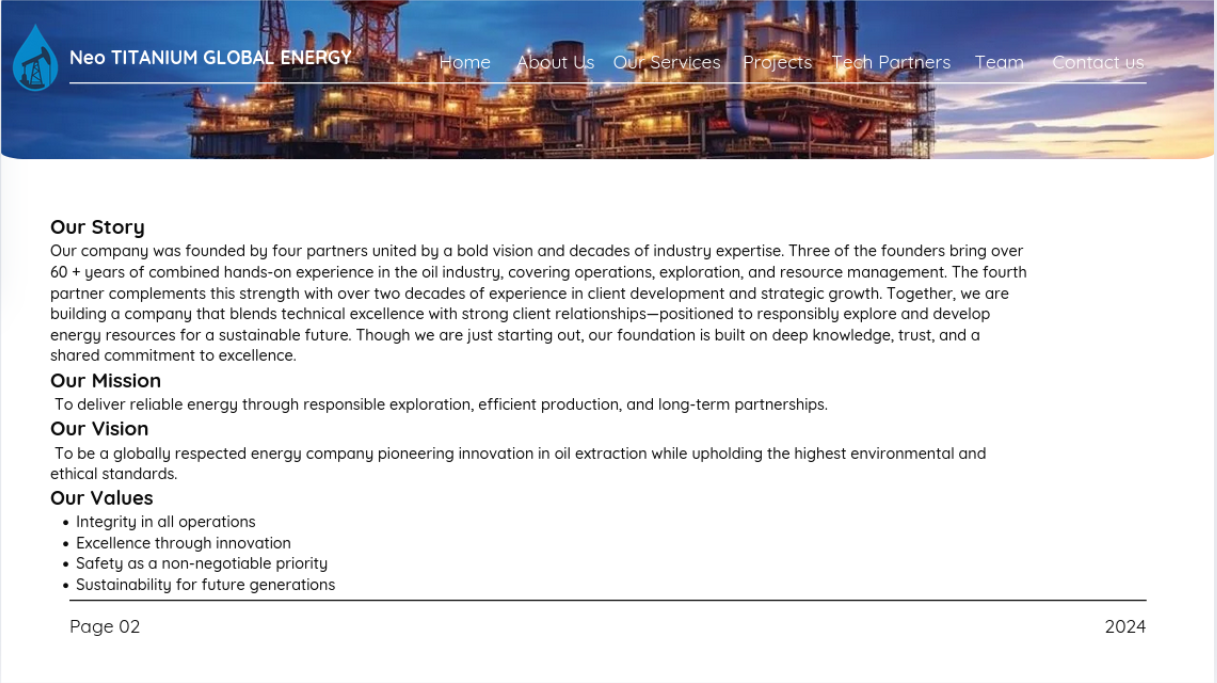 Neo TITANIUM GLOBAL ENERGY
Home About Us Our Services Projects Tech Partners Team Contact us
Our Story
Our company was founded by four partners united by a bold vision and decades of industry expertise. Three of the founders bring over
60 + years of combined hands-on experience in the oil industry, covering operations, exploration, and resource management. The fourth
partner complements this strength with over two decades of experience in client development and strategic growth. Together, we are
building a company that blends technical excellence with strong client relationships—positioned to responsibly explore and develop
energy resources for a sustainable future. Though we are just starting out, our foundation is built on deep knowledge, trust, and a
shared commitment to excellence.
Our Mission
To deliver reliable energy through responsible exploration, efficient production, and long-term partnerships.
Our Vision
To be a globally respected energy company pioneering innovation in oil extraction while upholding the highest environmental and
ethical standards.
Our Values
• Integrity in all operations
• Excellence through innovation
• Safety as a non-negotiable priority
• Sustainability for future generations
Page 02 2024